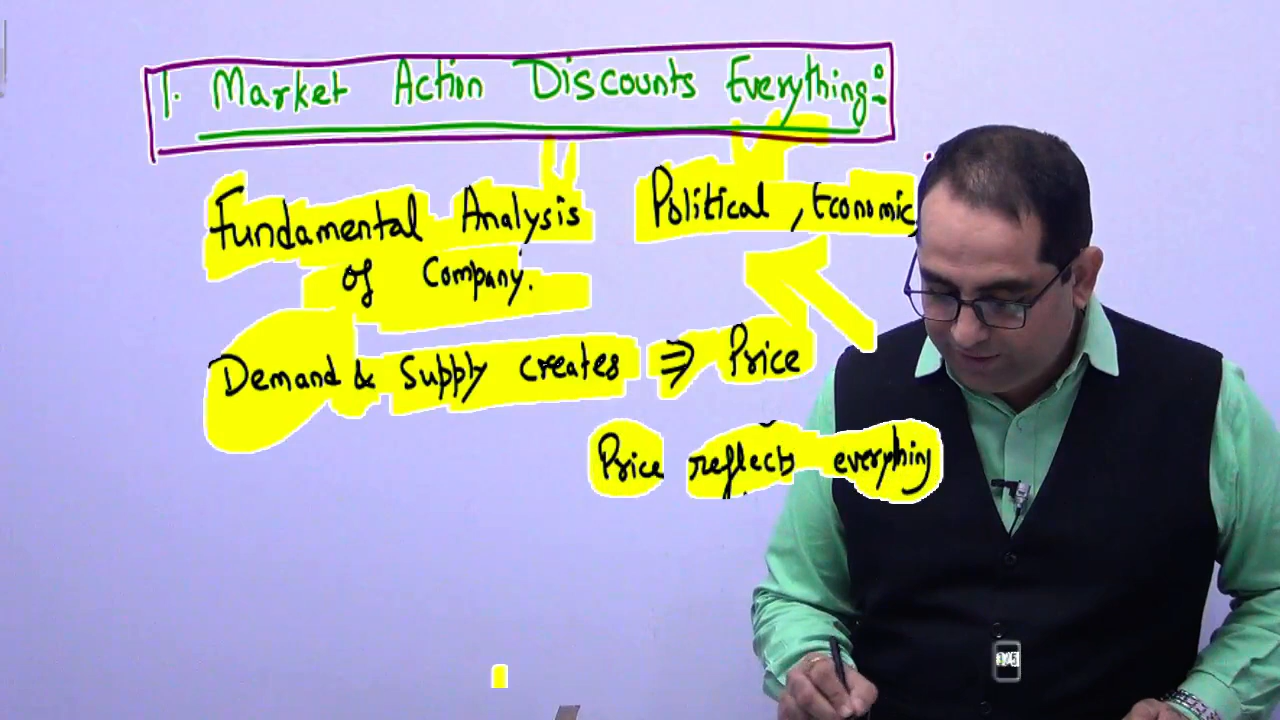 1. Market Action Discounts Everything:-
Fundamental Analysis Political, Economic,
of Company.
Demand & Supply creates ⇒ Price
Price reflects everything